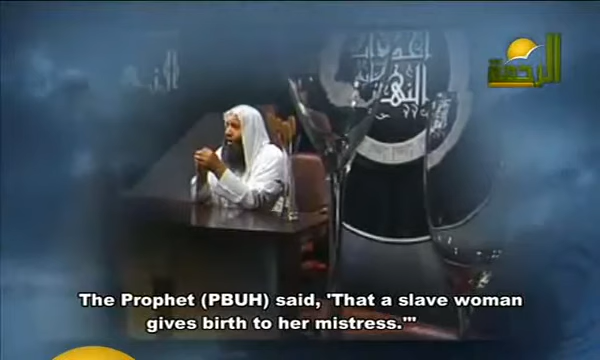 الرحمة
The Prophet (PBUH) said, 'That a slave woman
gives birth to her mistress.'"